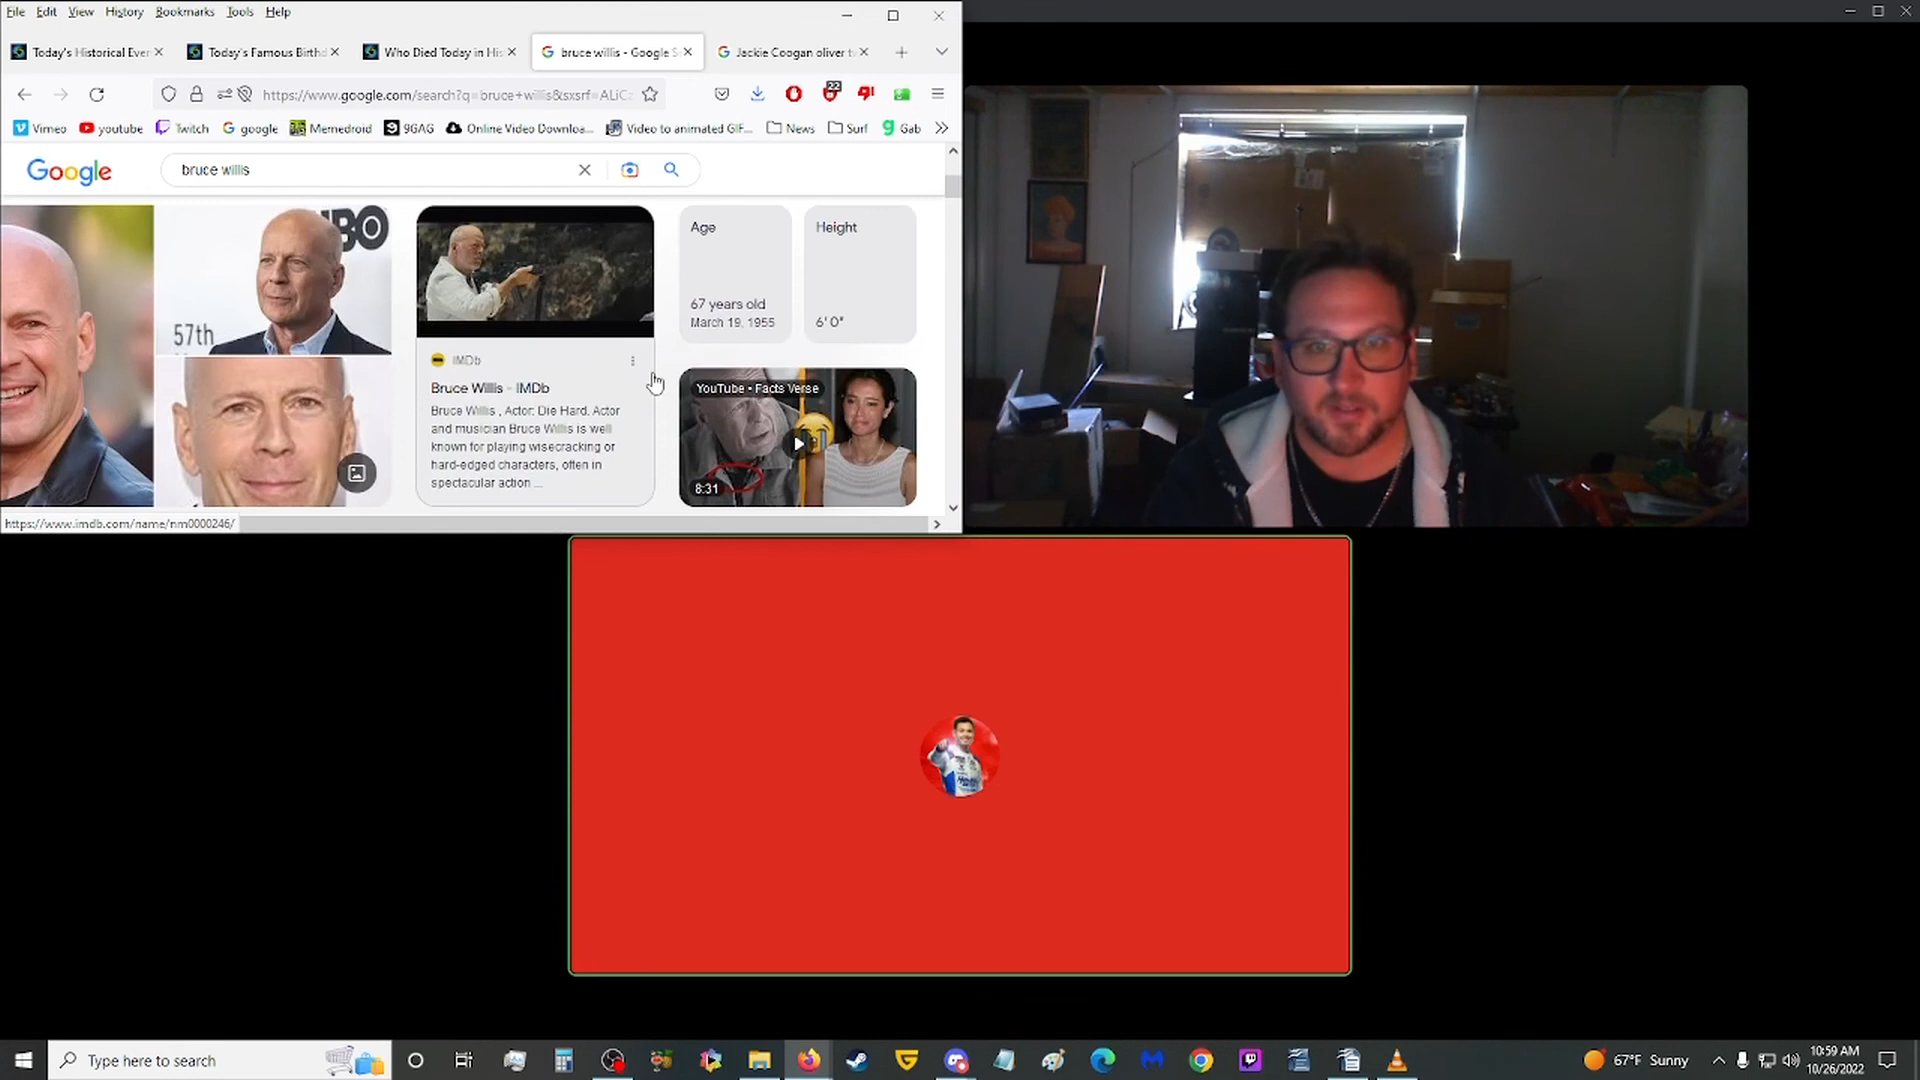 File Edit View History Bookmarks Tools Help
Today's Historical Even
Today's Famous Birthd
Who Died Today in His
bruce willis - Google S
Jackie Coogan oliver tw
https://www.google.com/search?q=bruce+willis&sxsrf=ALiCz
22
Vimeo youtube Twitch google Memedroid 9GAG Online Video Downloa... Video to animated GIF... News Surf Gab
Google
bruce willis
57th
Age
67 years old
March 19, 1955
Height
6′ 0″
IMDb
Bruce Willis - IMDb
Bruce Willis , Actor: Die Hard. Actor
and musician Bruce Willis is well
known for playing wisecracking or
hard-edged characters, often in
spectacular action ...
YouTube • Facts Verse
8:31
https://www.imdb.com/name/nm0000246/
Type here to search
67°F Sunny
10:59 AM
10/26/2022